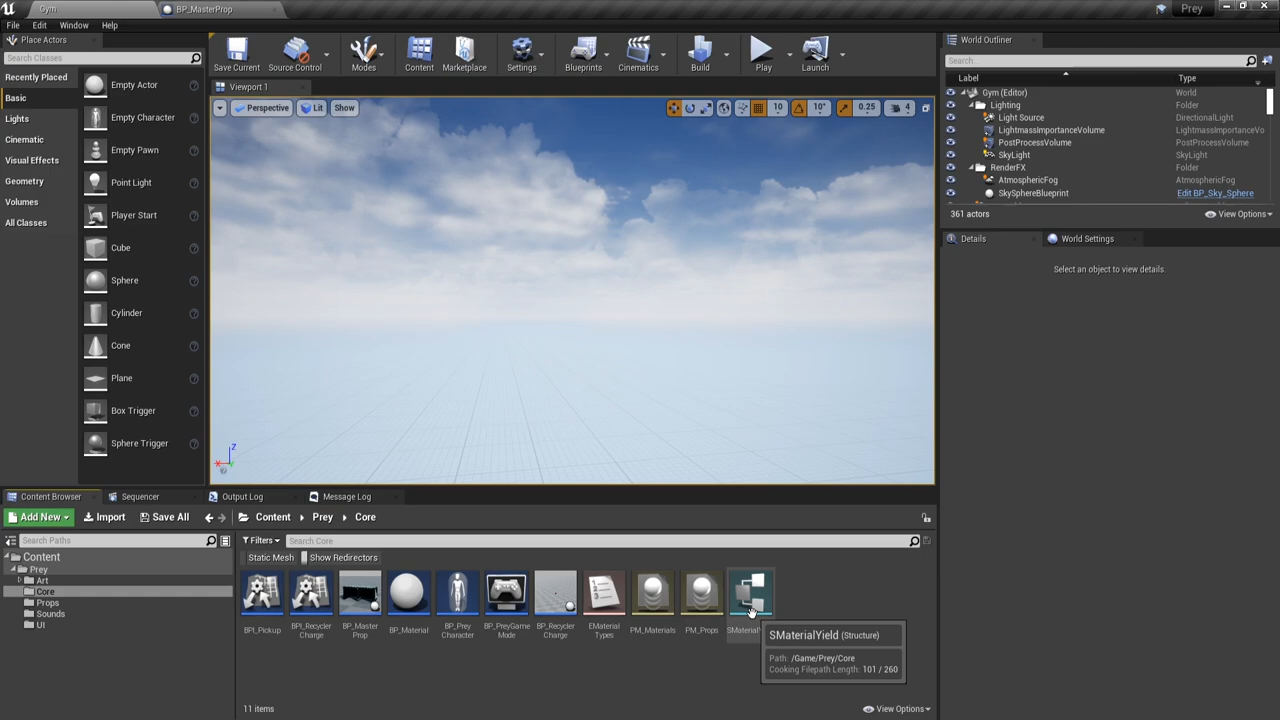 Gym
BP_MasterProp
Prey
File Edit Window Help
Place Actors
Search Classes
Recently Placed
Basic
Lights
Cinematic
Visual Effects
Geometry
Volumes
All Classes
Empty Actor
Empty Character
Empty Pawn
Point Light
Player Start
Cube
Sphere
Cylinder
Cone
Plane
Box Trigger
Sphere Trigger
Save Current
Source Control
Modes
Content
Marketplace
Settings
Blueprints
Cinematics
Build
Play
Launch
Viewport 1
Perspective
Lit
Show
10
10°
0.25
4
Z
X
World Outliner
Search...
Label Type
Gym (Editor) World
Lighting Folder
Light Source DirectionalLight
LightmassImportanceVolume LightmassImportanceVo
PostProcessVolume PostProcessVolume
SkyLight SkyLight
RenderFX Folder
AtmosphericFog AtmosphericFog
SkySphereBlueprint Edit BP_Sky_Sphere
361 actors
View Options
Details
World Settings
Select an object to view details.
Content Browser
Sequencer
Output Log
Message Log
Add New
Import
Save All
Content
Prey
Core
Search Paths
Content
Prey
Art
Core
Props
Sounds
UI
Filters
Search Core
Static Mesh
Show Redirectors
BPI_Pickup
BPI_Recycler
Charge
BP_Master
Prop
BP_Material
BP_Prey
Character
BP_PreyGame
Mode
BP_Recycler
Charge
EMaterial
Types
PM_Materials
PM_Props
SMaterialYield (Structure)
Path: /Game/Prey/Core
Cooking Filepath Length: 101 / 260
11 items
View Options